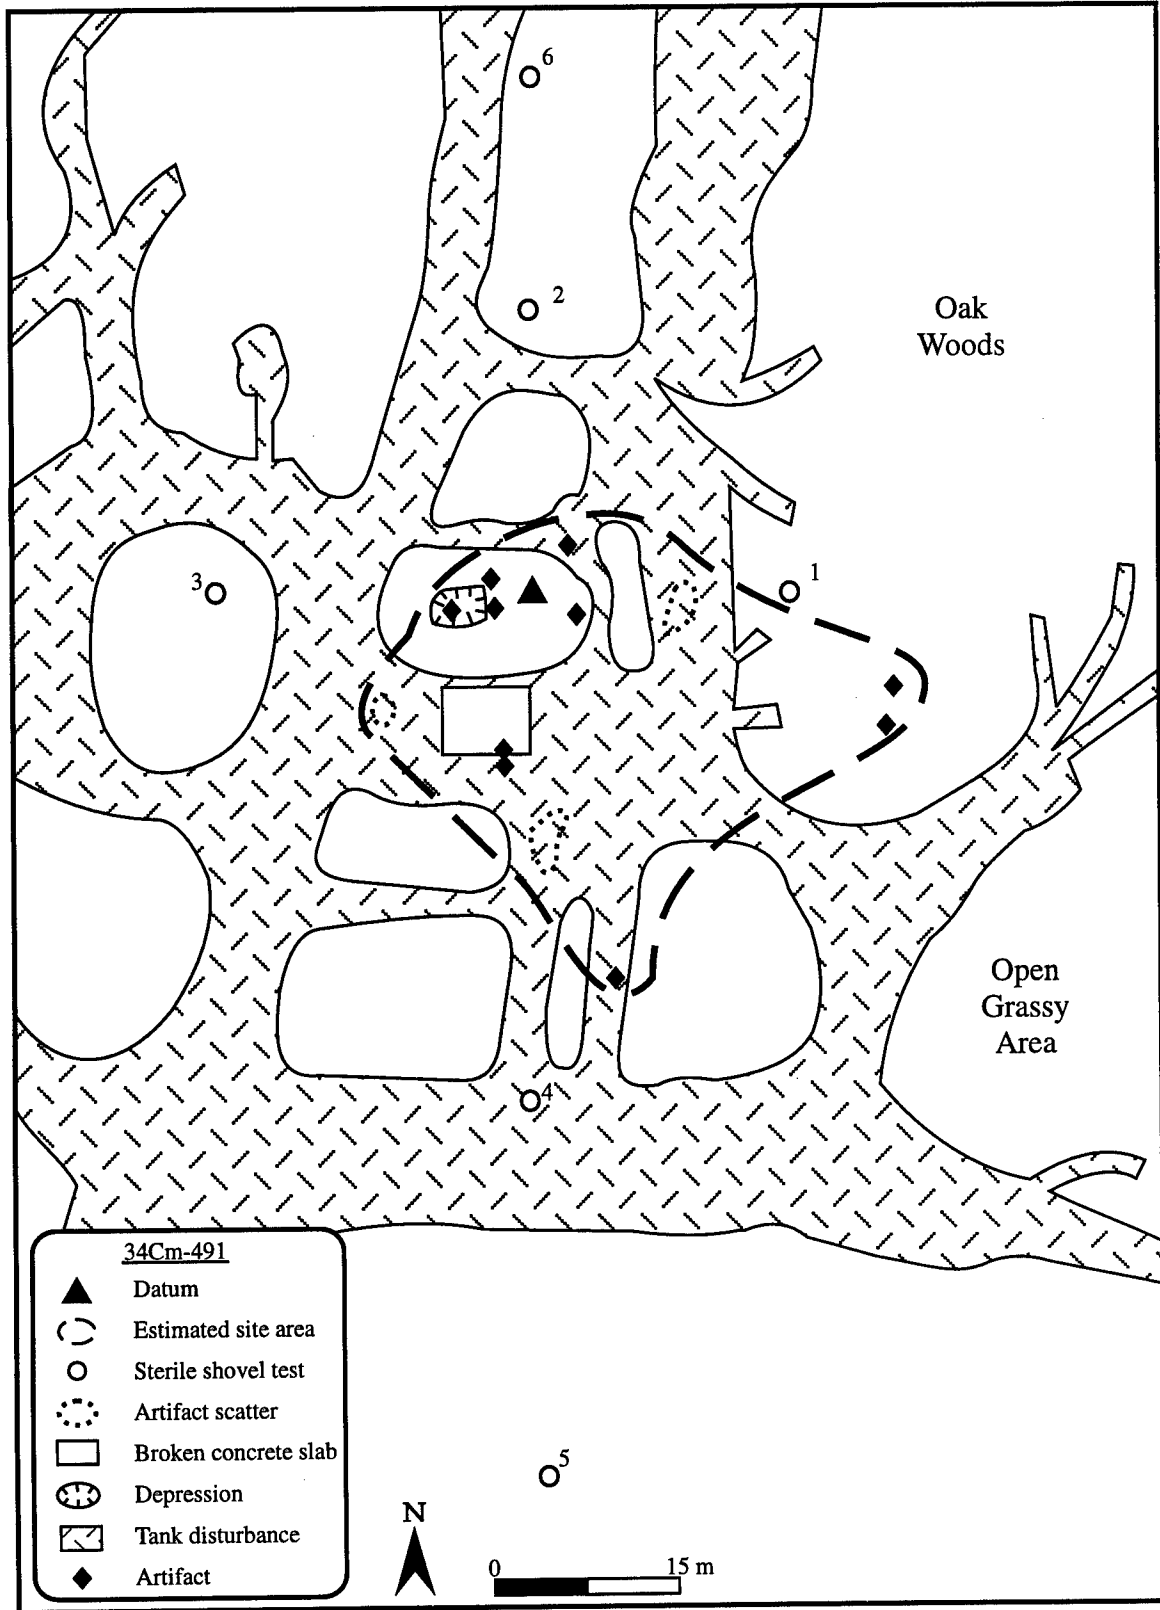 6
2
Oak
Woods
3
1
Open
Grassy
Area
4
34Cm-491
Datum
Estimated site area
Sterile shovel test
Artifact scatter
Broken concrete slab
Depression
Tank disturbance
Artifact
5
N
0 15 m